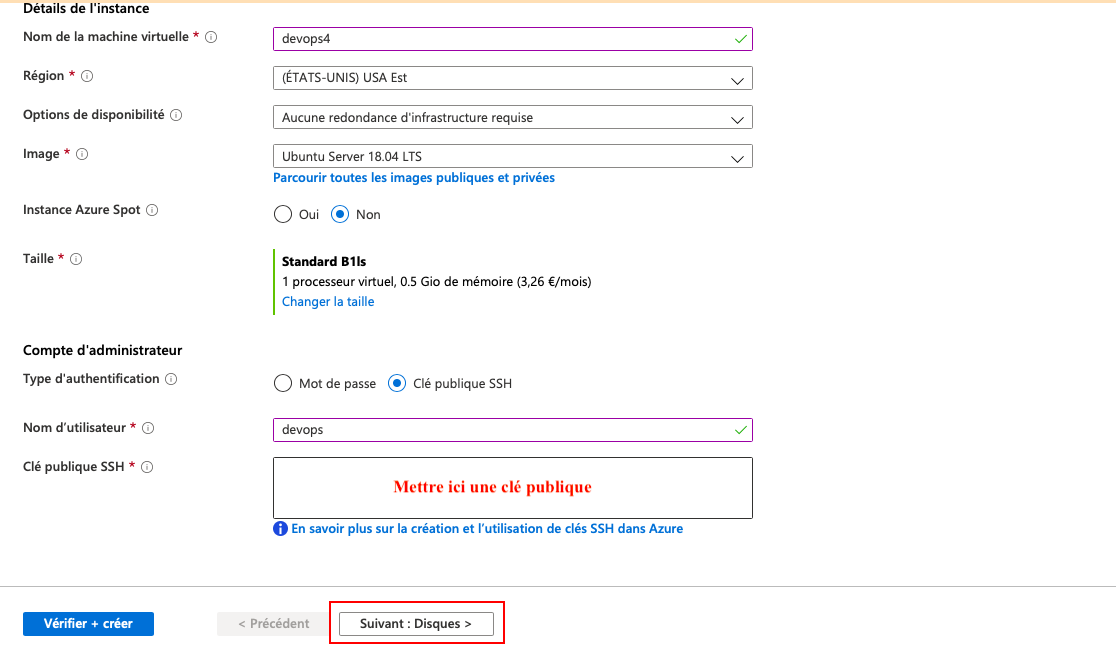 Détails de l'instance
Nom de la machine virtuelle *
devops4
Région *
(ÉTATS-UNIS) USA Est
Options de disponibilité
Aucune redondance d'infrastructure requise
Image *
Ubuntu Server 18.04 LTS
Parcourir toutes les images publiques et privées
Instance Azure Spot
Oui Non
Taille *
Standard B1ls
1 processeur virtuel, 0.5 Gio de mémoire (3,26 €/mois)
Changer la taille
Compte d'administrateur
Type d'authentification
Mot de passe Clé publique SSH
Nom d’utilisateur *
devops
Clé publique SSH *
Mettre ici une clé publique
En savoir plus sur la création et l’utilisation de clés SSH dans Azure
Vérifier + créer
< Précédent
Suivant : Disques >